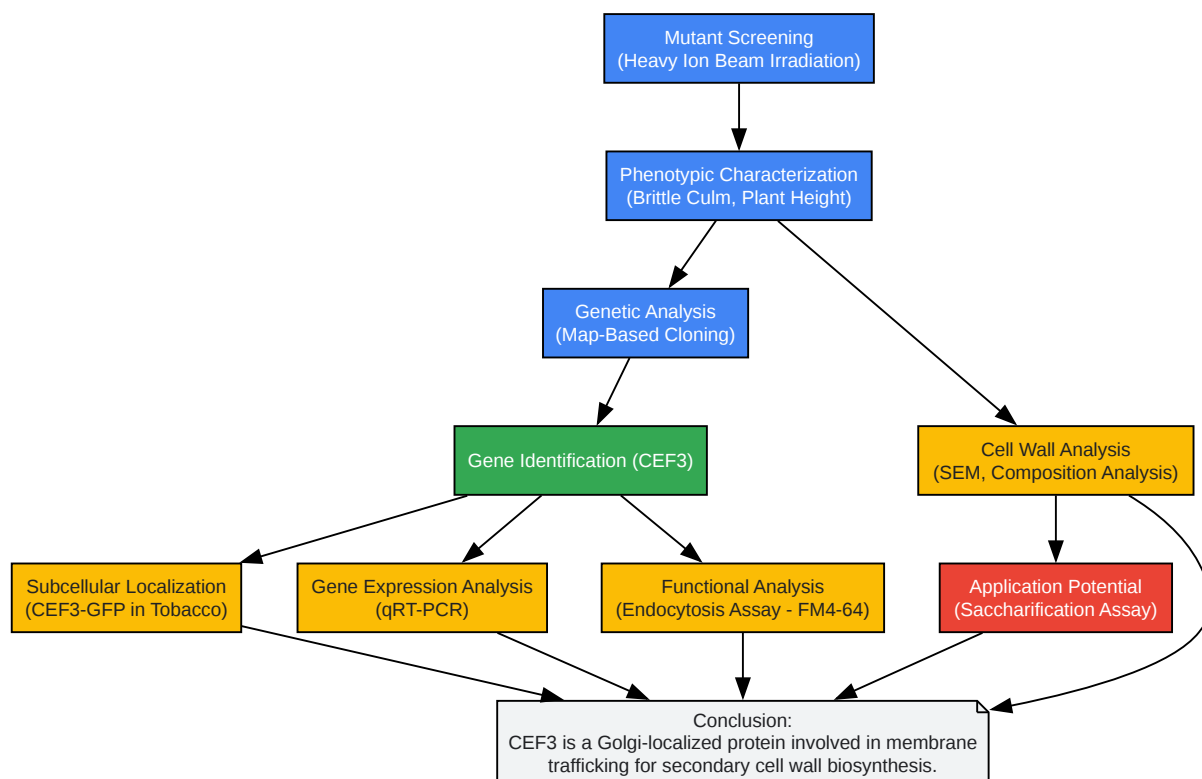 Mutant Screening
(Heavy Ion Beam Irradiation)
Phenotypic Characterization
(Brittle Culm, Plant Height)
Genetic Analysis
(Map-Based Cloning)
Gene Identification (CEF3)
Cell Wall Analysis
(SEM, Composition Analysis)
Subcellular Localization
(CEF3-GFP in Tobacco)
Gene Expression Analysis
(qRT-PCR)
Functional Analysis
(Endocytosis Assay - FM4-64)
Application Potential
(Saccharification Assay)
Conclusion:
CEF3 is a Golgi-localized protein involved in membrane
trafficking for secondary cell wall biosynthesis.